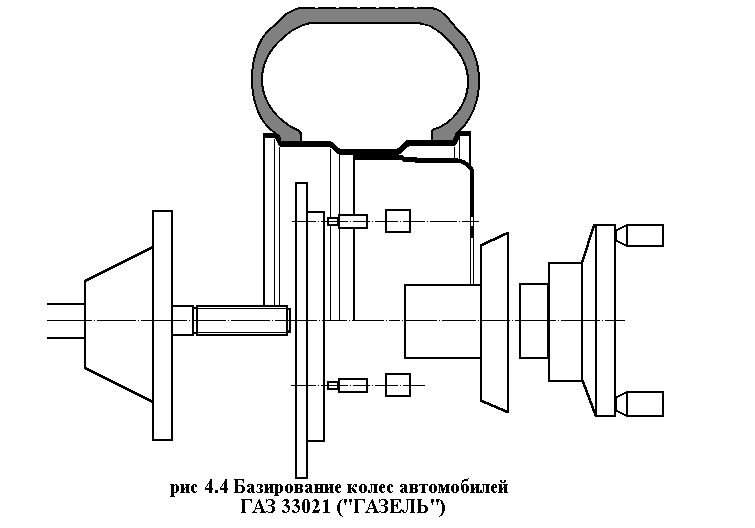 рис 4.4 Базирование колес автомобилей
ГАЗ 33021 ("ГАЗЕЛЬ")